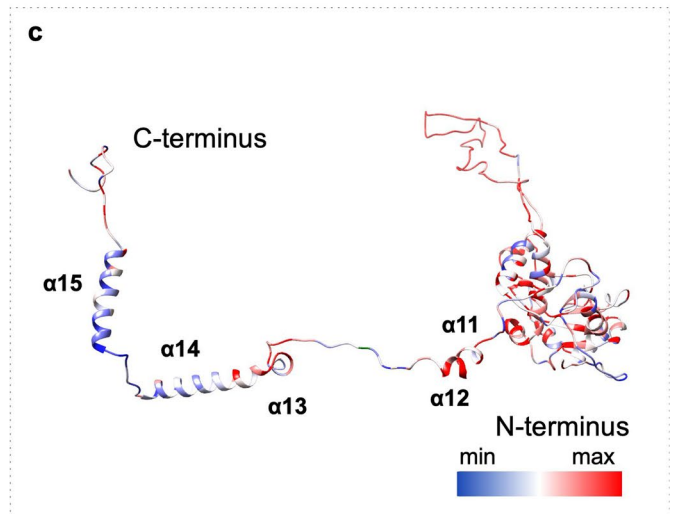 c
C-terminus
α15
α14
α13
α11
α12
N-terminus
min max